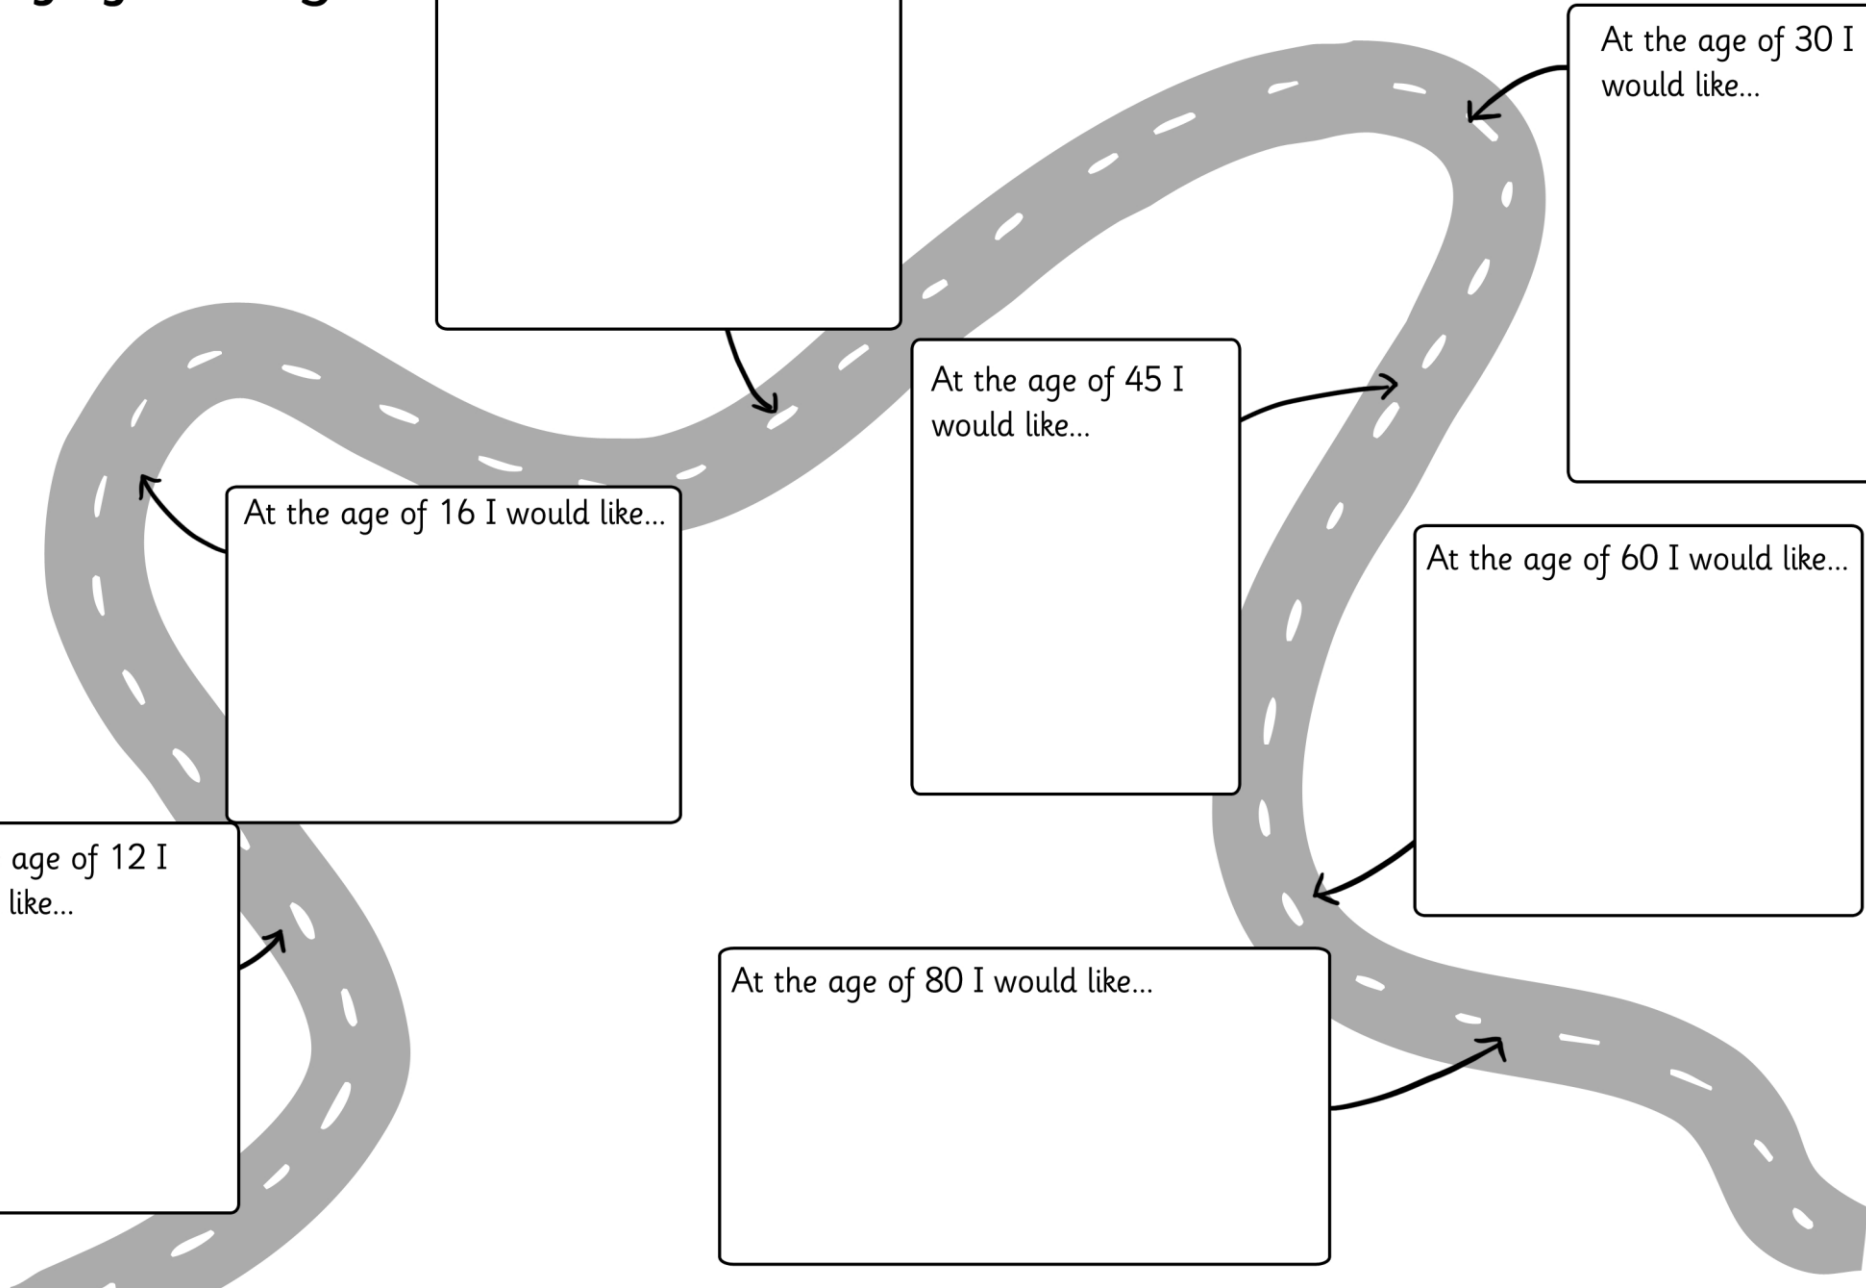 At the age of 30 I
would like...
At the age of 45 I
would like...
At the age of 16 I would like...
At the age of 60 I would like...
age of 12 I
like...
At the age of 80 I would like...